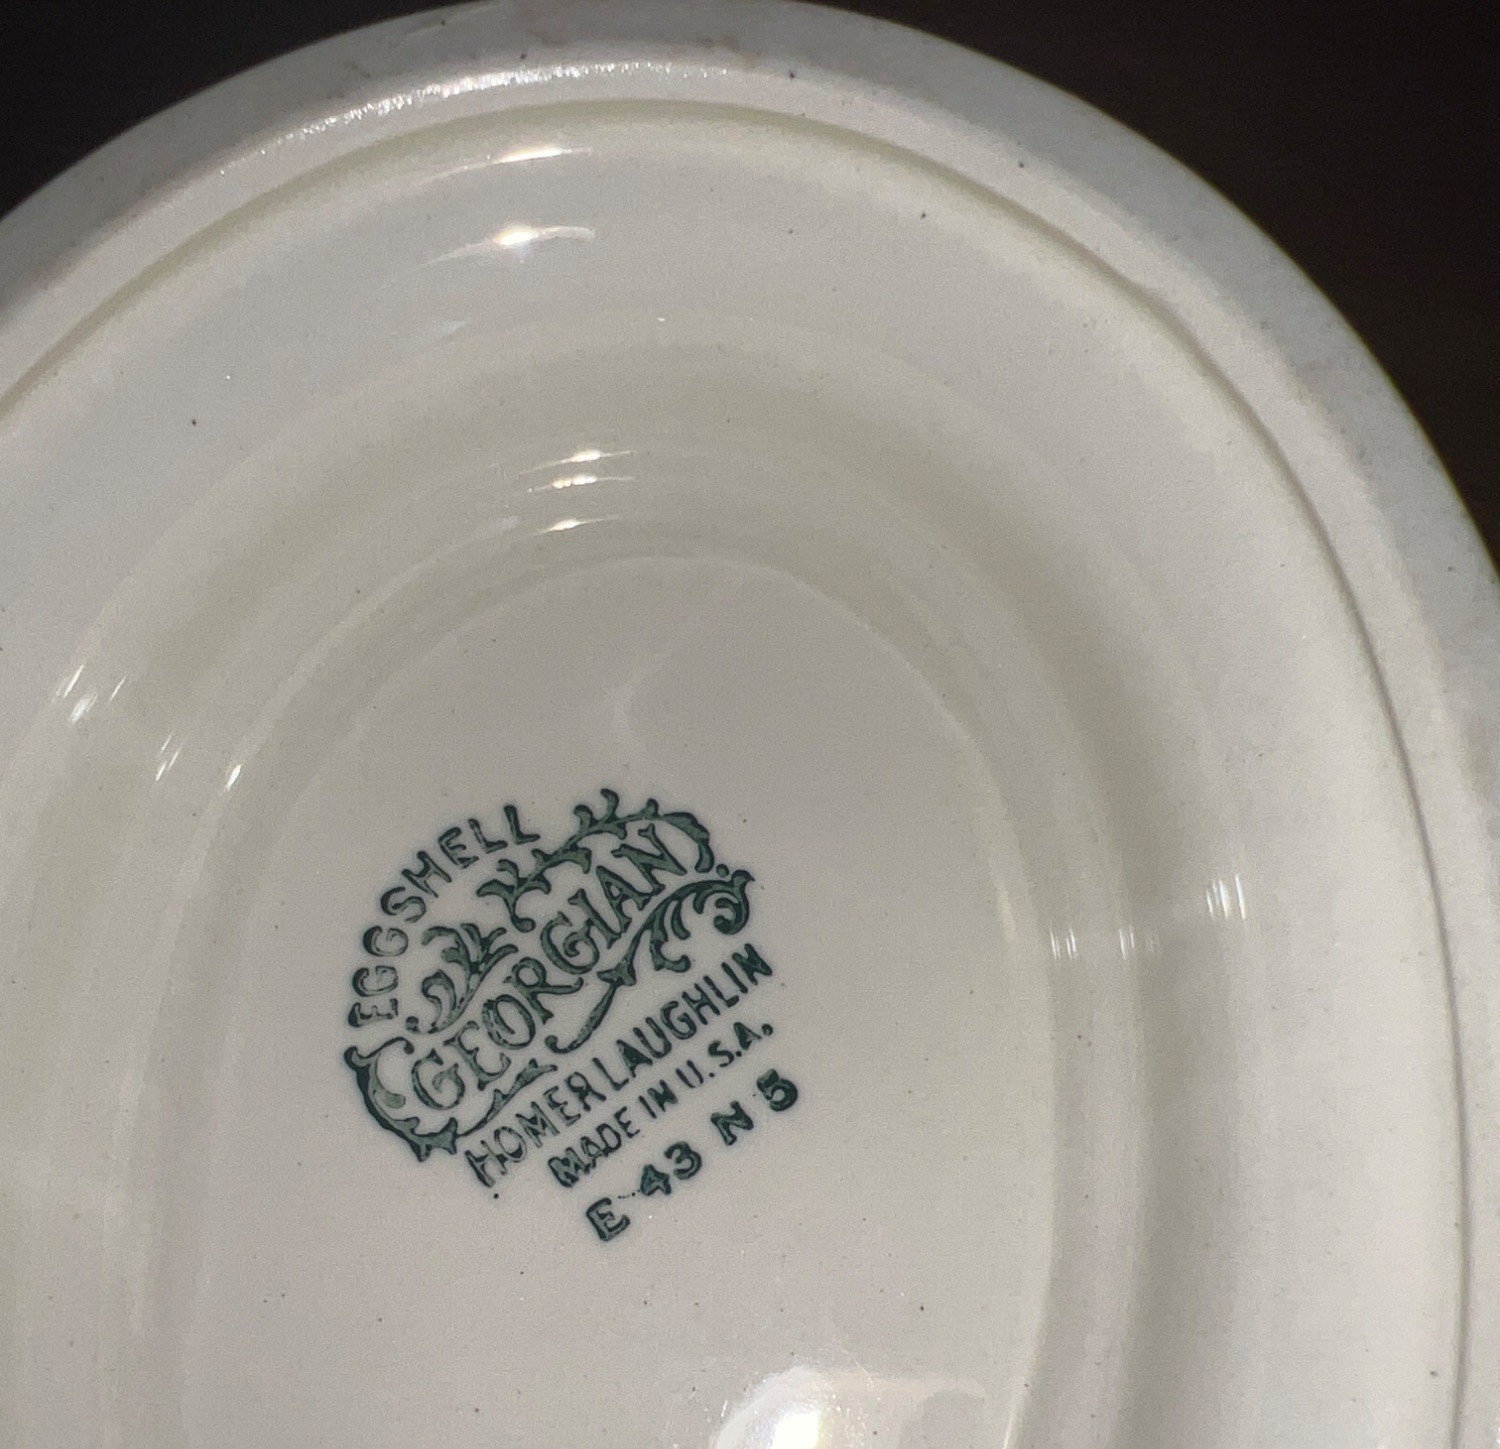 EGGSHELL
GEORGIAN
HOMER LAUGHLIN
MADE IN U.S.A.
E 43 N 5